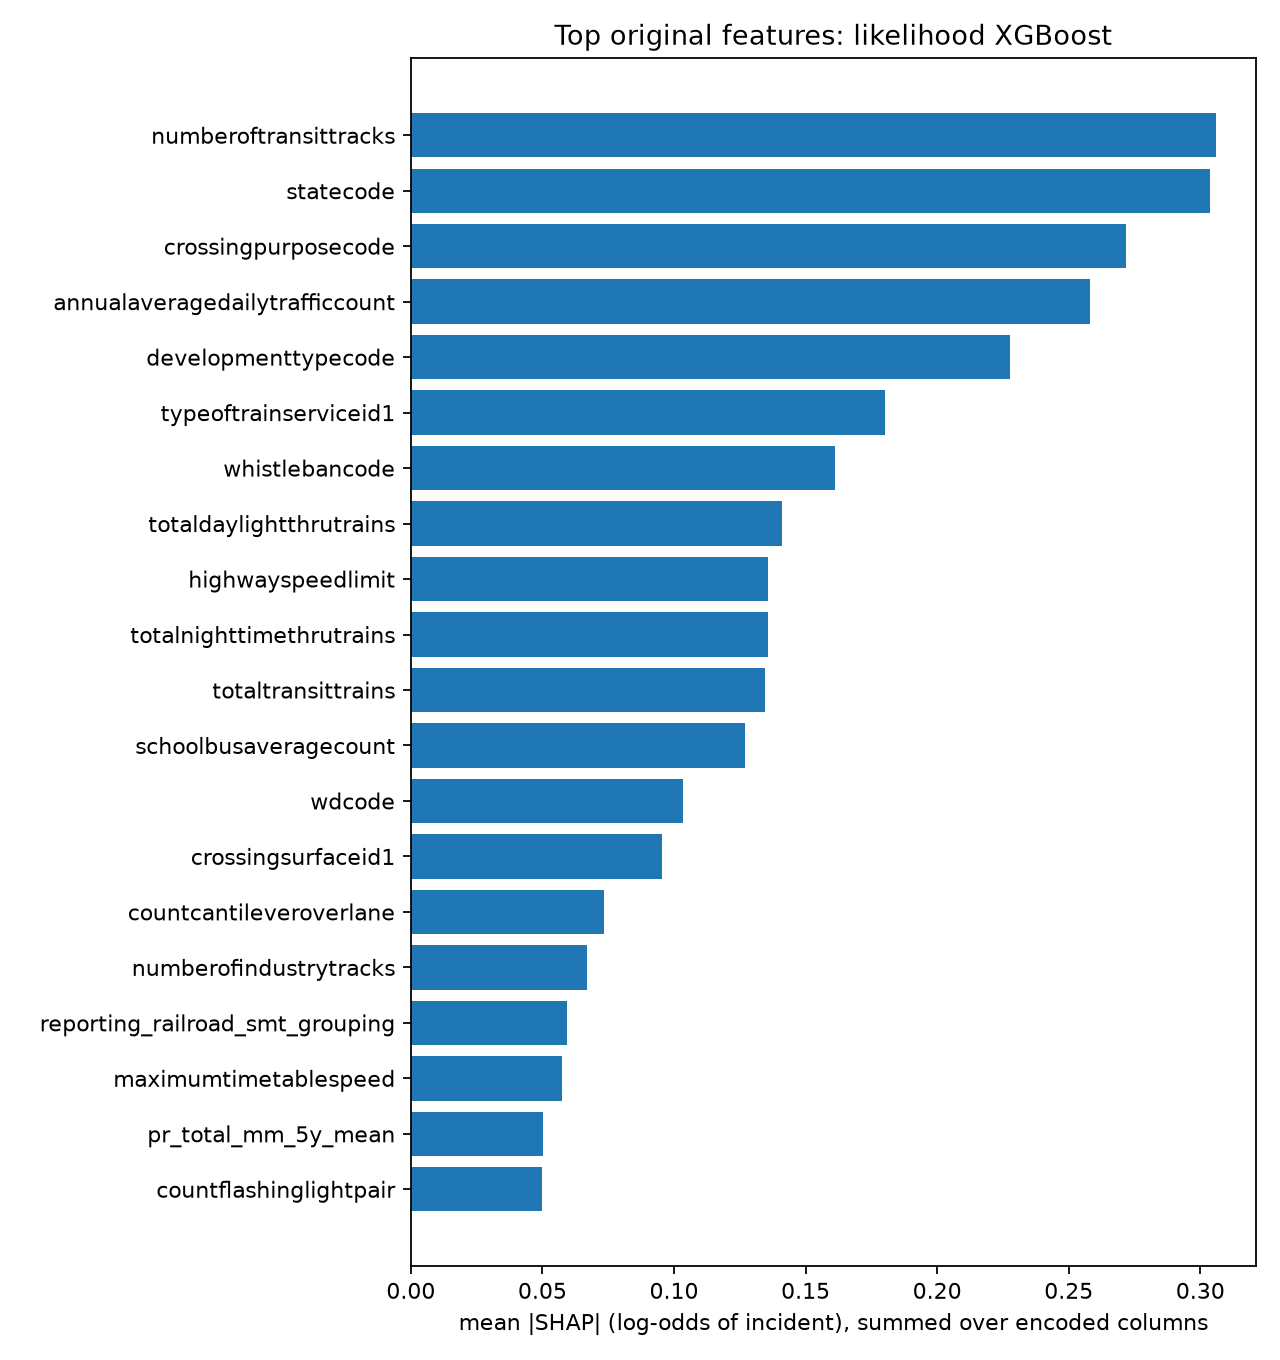 Top original features: likelihood XGBoost
numberoftransittracks
statecode
crossingpurposecode
annualaveragedailytrafficcount
developmenttypecode
typeoftrainserviceid1
whistlebancode
totaldaylightthrutrains
highwayspeedlimit
totalnighttimethrutrains
totaltransittrains
schoolbusaveragecount
wdcode
crossingsurfaceid1
countcantileveroverlane
numberofindustrytracks
reporting_railroad_smt_grouping
maximumtimetablespeed
pr_total_mm_5y_mean
countflashinglightpair
0.00 0.05 0.10 0.15 0.20 0.25 0.30
mean |SHAP| (log-odds of incident), summed over encoded columns